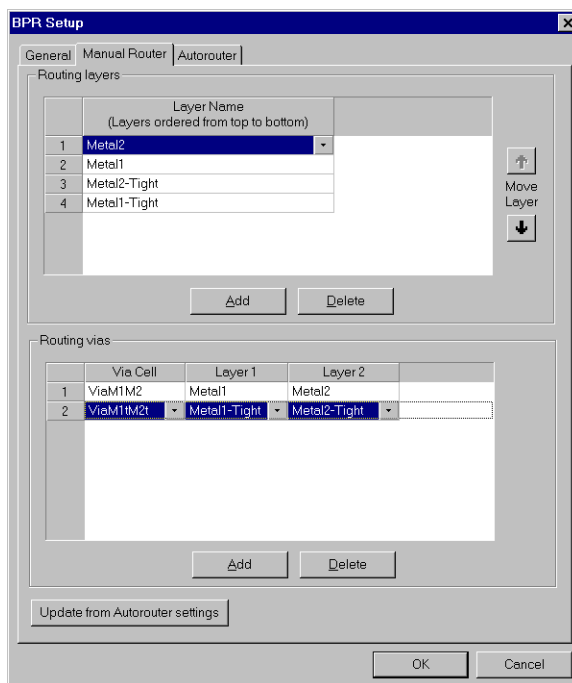 BPR Setup
General Manual Router Autorouter
Routing layers
Layer Name
(Layers ordered from top to bottom)
1 Metal2
2 Metal1
3 Metal2-Tight
4 Metal1-Tight
Move
Layer
Add Delete
Routing vias
Via Cell Layer 1 Layer 2
1 ViaM1M2 Metal1 Metal2
2 ViaM1tM2t Metal1-Tight Metal2-Tight
Add Delete
Update from Autorouter settings
OK Cancel